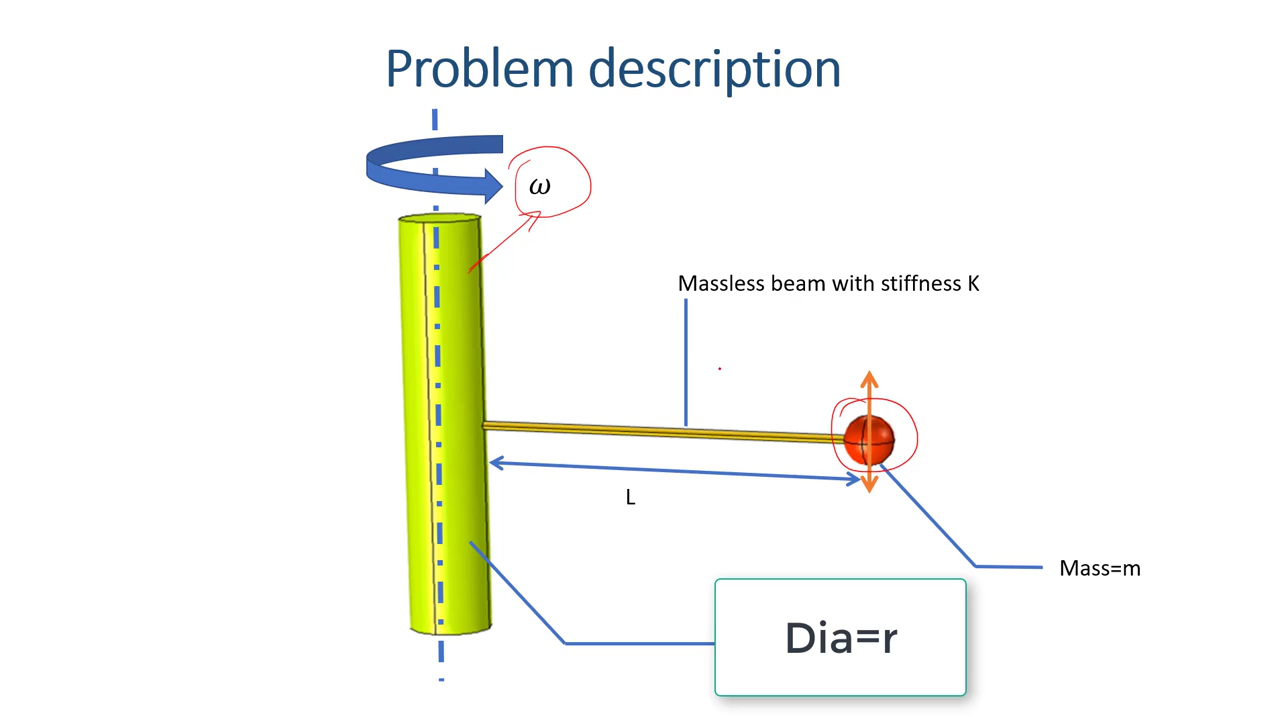 Problem description
ω
Massless beam with stiffness K
L
Mass=m
Dia=r